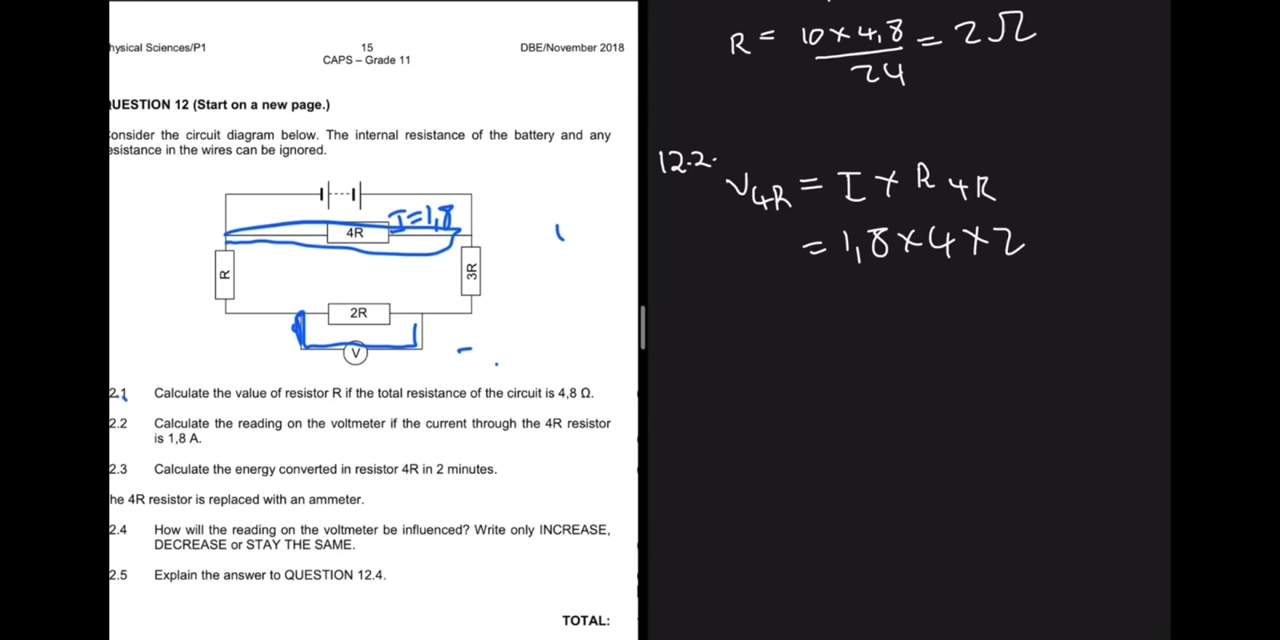 hysical Sciences/P1 15 DBE/November 2018
CAPS – Grade 11
UESTION 12 (Start on a new page.)
onsider the circuit diagram below. The internal resistance of the battery and any
esistance in the wires can be ignored.
I=1,8
4R
R
3R
2R
V
2.1 Calculate the value of resistor R if the total resistance of the circuit is 4,8 Ω.
2.2 Calculate the reading on the voltmeter if the current through the 4R resistor
is 1,8 A.
2.3 Calculate the energy converted in resistor 4R in 2 minutes.
he 4R resistor is replaced with an ammeter.
2.4 How will the reading on the voltmeter be influenced? Write only INCREASE,
DECREASE or STAY THE SAME.
2.5 Explain the answer to QUESTION 12.4.
TOTAL:
R = 10 × 4,8 / 24 = 2 Ω
12.2. V4R = I × R4R
= 1,8 × 4 × 2